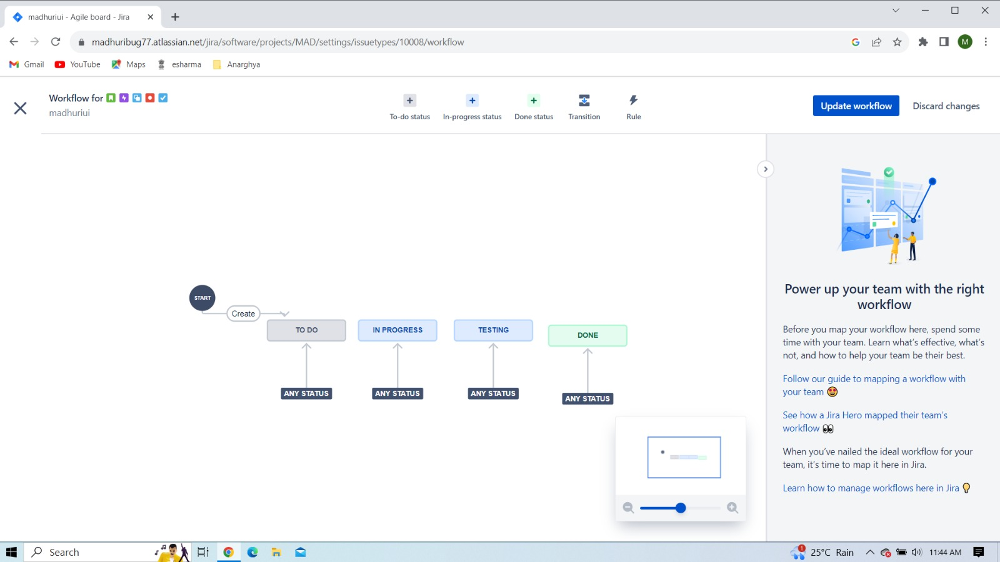 madhuriui - Agile board - Jira
madhuribug77.atlassian.net/jira/software/projects/MAD/settings/issuetypes/10008/workflow
M
Gmail
YouTube
Maps
esharma
Anarghya
Workflow for
madhuriui
To-do status
In-progress status
Done status
Transition
Rule
Update workflow
Discard changes
START
Create
TO DO
IN PROGRESS
TESTING
DONE
ANY STATUS
ANY STATUS
ANY STATUS
ANY STATUS
Power up your team with the right
workflow
Before you map your workflow here, spend some
time with your team. Learn what's effective, what's
not, and how to help your team be their best.
Follow our guide to mapping a workflow with
your team 🤩
See how a Jira Hero mapped their team's
workflow 👀
When you've nailed the ideal workflow for your
team, it's time to map it here in Jira.
Learn how to manage workflows here in Jira 💡
Search
1
25°C Rain
11:44 AM